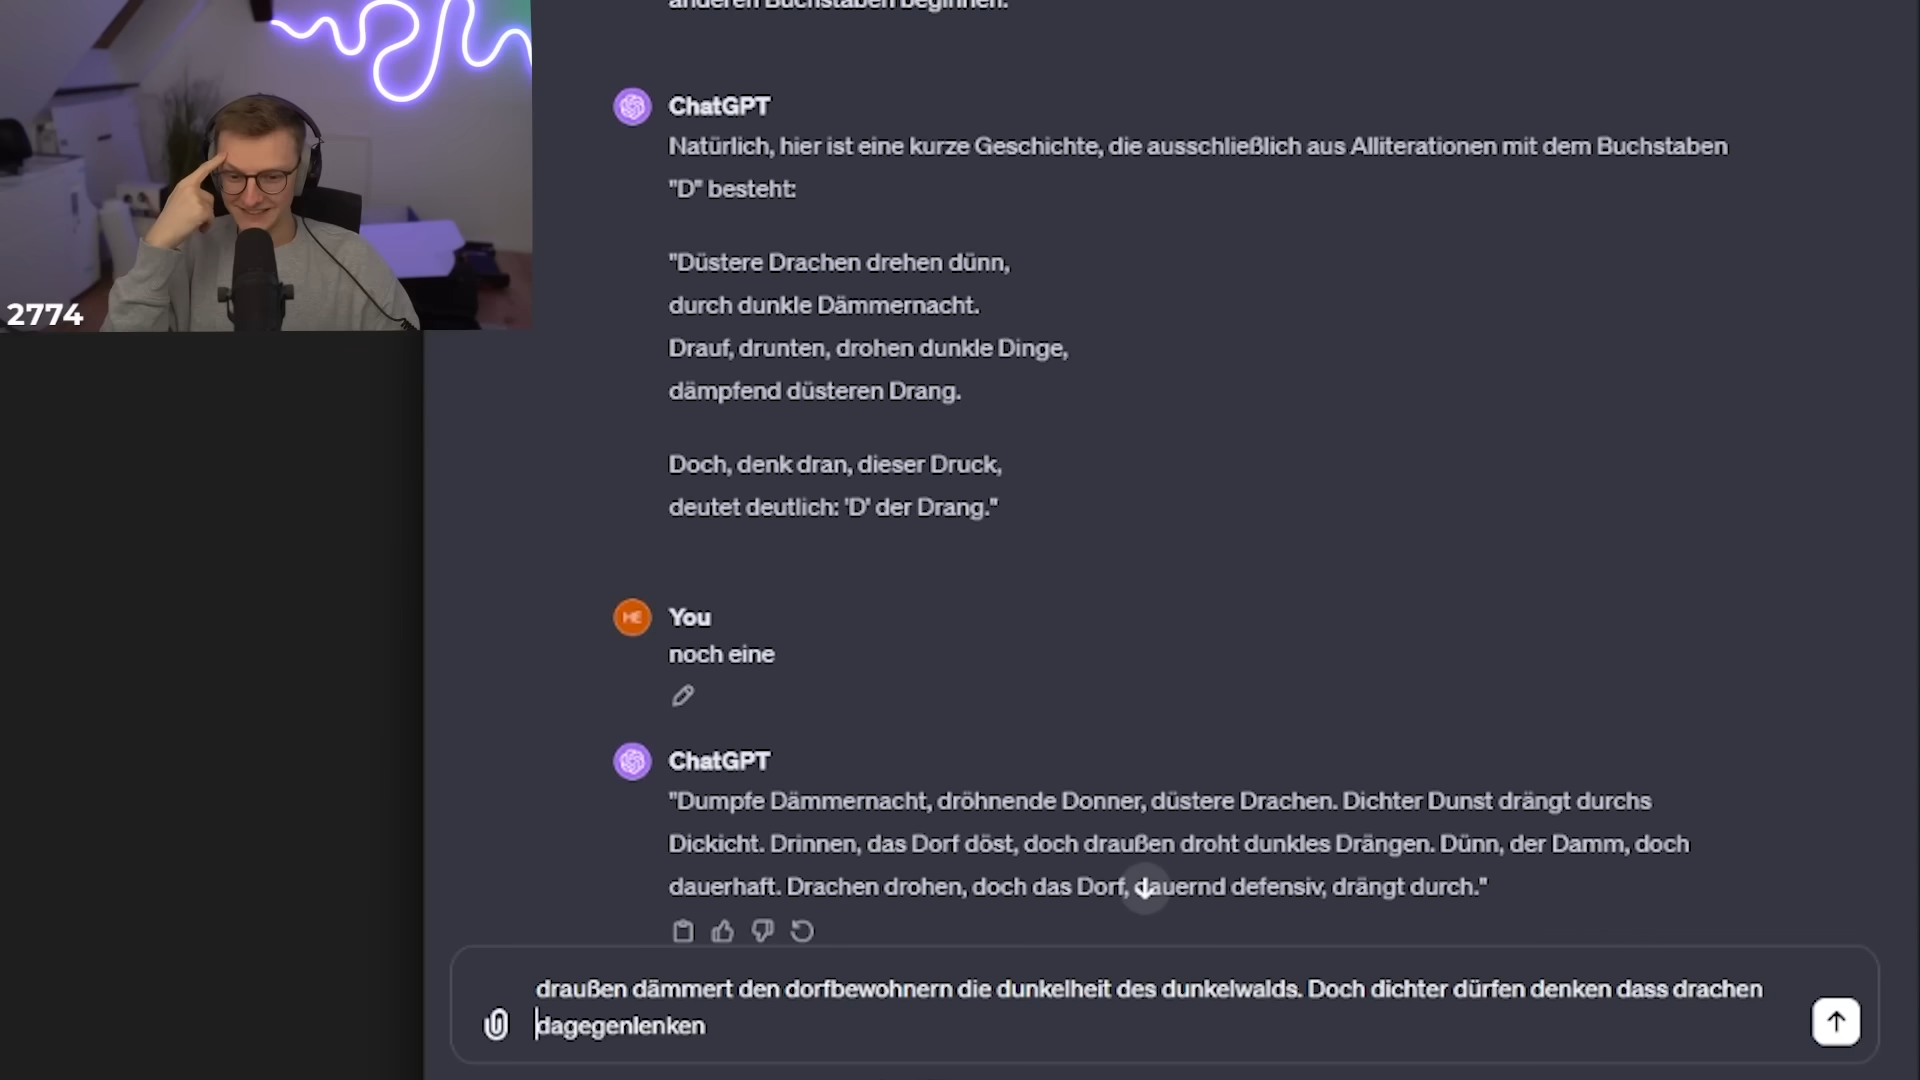 anderen Buchstaben beginnen.
ChatGPT
Natürlich, hier ist eine kurze Geschichte, die ausschließlich aus Alliterationen mit dem Buchstaben
"D" besteht:
"Düstere Drachen drehen dünn,
durch dunkle Dämmernacht.
Drauf, drunten, drohen dunkle Dinge,
dämpfend düsteren Drang.
Doch, denk dran, dieser Druck,
deutet deutlich: 'D' der Drang."
2774
ME
You
noch eine
ChatGPT
"Dumpfe Dämmernacht, dröhnende Donner, düstere Drachen. Dichter Dunst drängt durchs
Dickicht. Drinnen, das Dorf döst, doch draußen droht dunkles Drängen. Dünn, der Damm, doch
dauerhaft. Drachen drohen, doch das Dorf, dauernd defensiv, drängt durch."
draußen dämmert den dorfbewohnern die dunkelheit des dunkelwalds. Doch dichter dürfen denken dass drachen
dagegenlenken